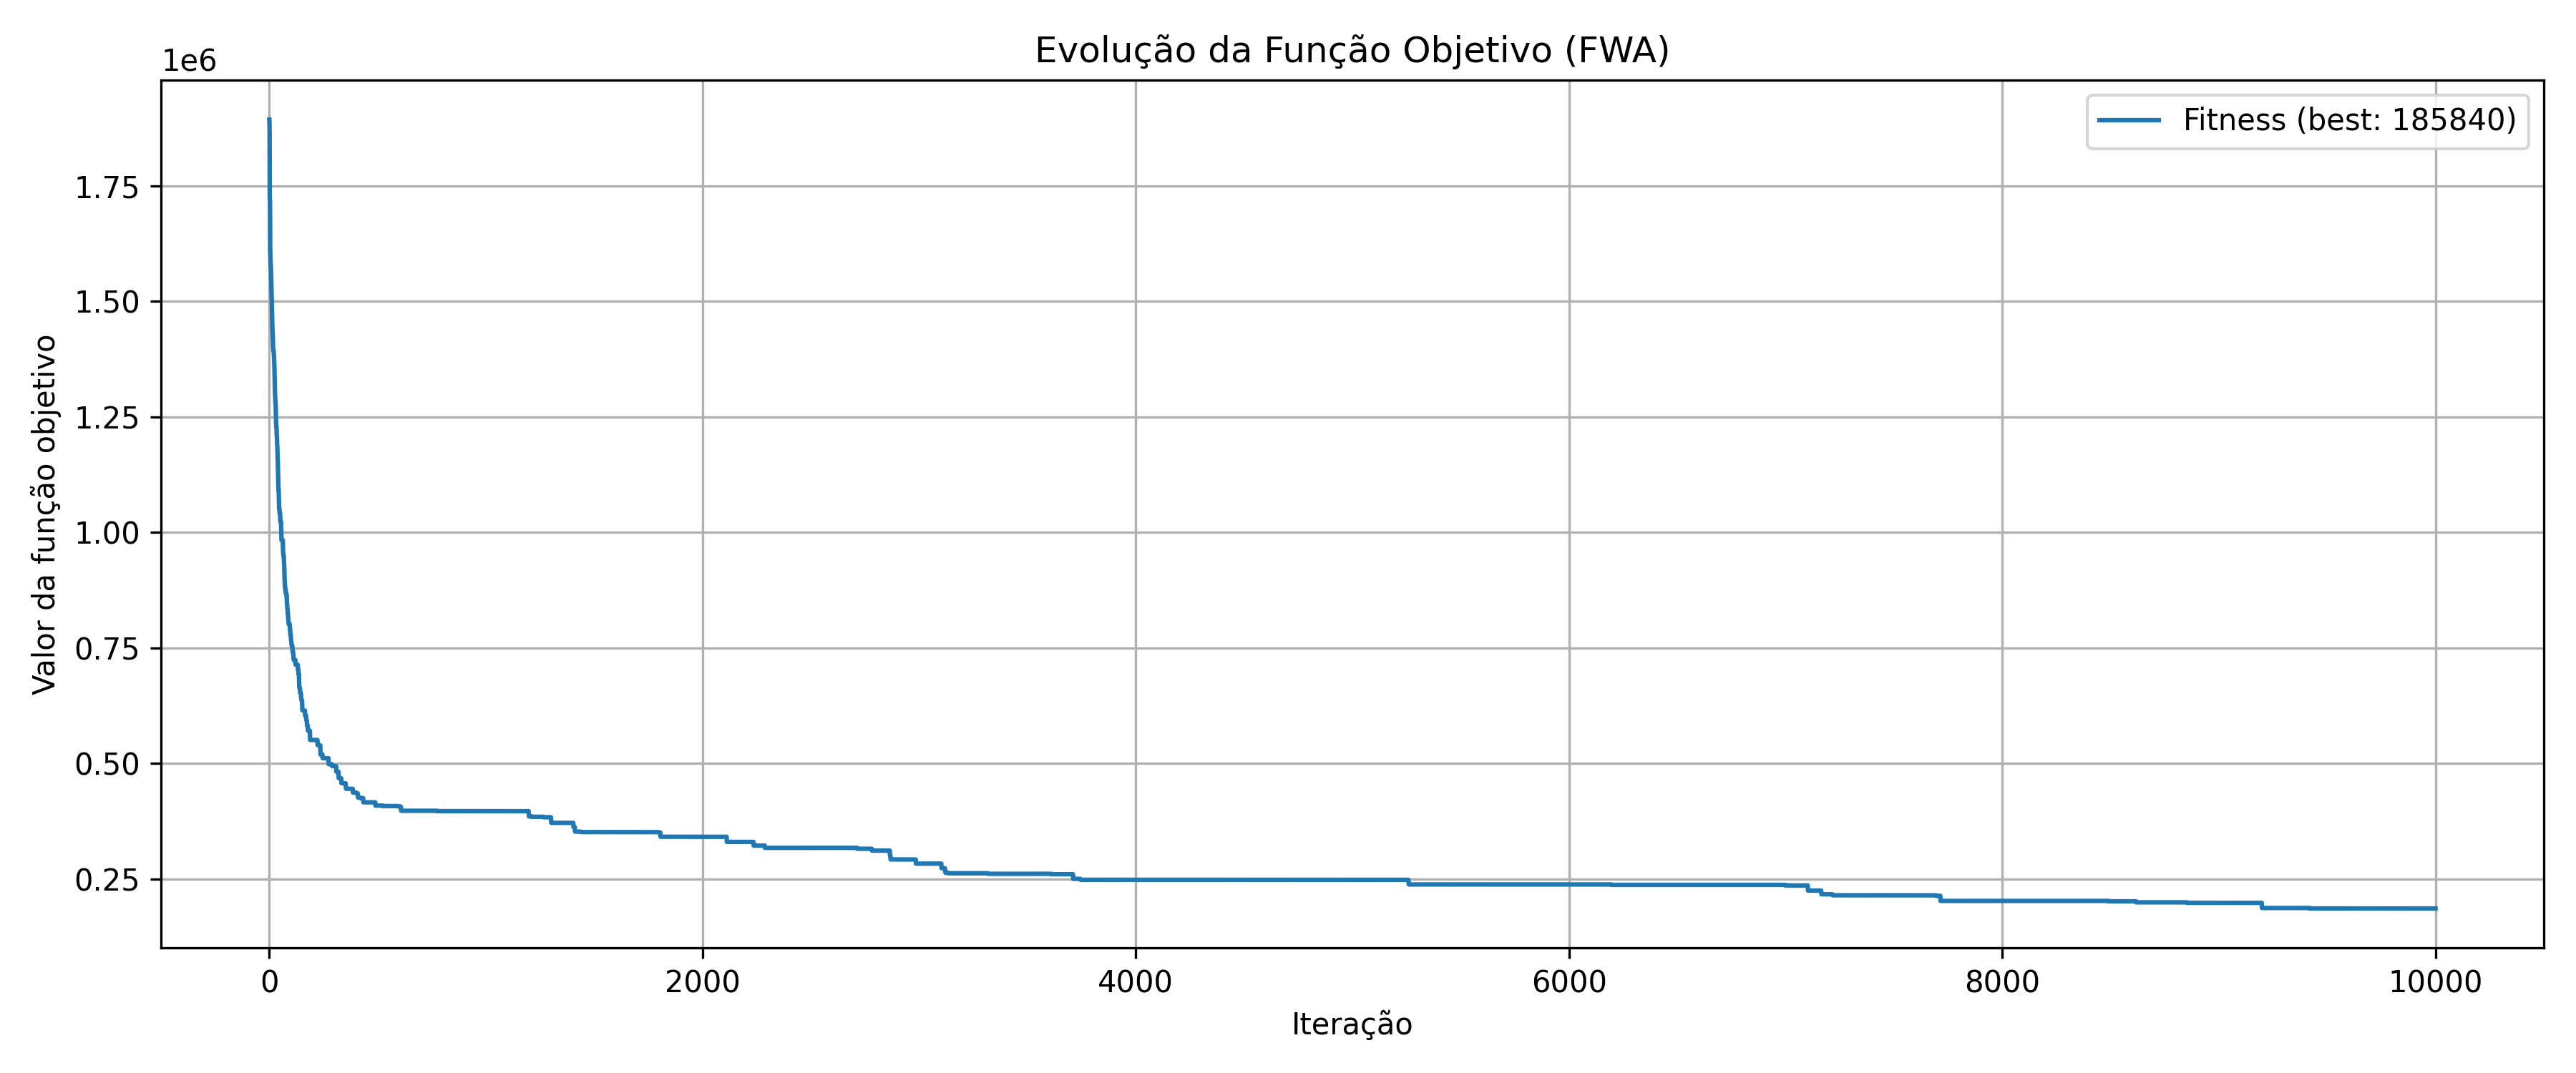 Evolução da Função Objetivo (FWA)
1e6
Fitness (best: 185840)
1.75
1.50
1.25
1.00
0.75
0.50
0.25
Valor da função objetivo
0 2000 4000 6000 8000 10000
Iteração